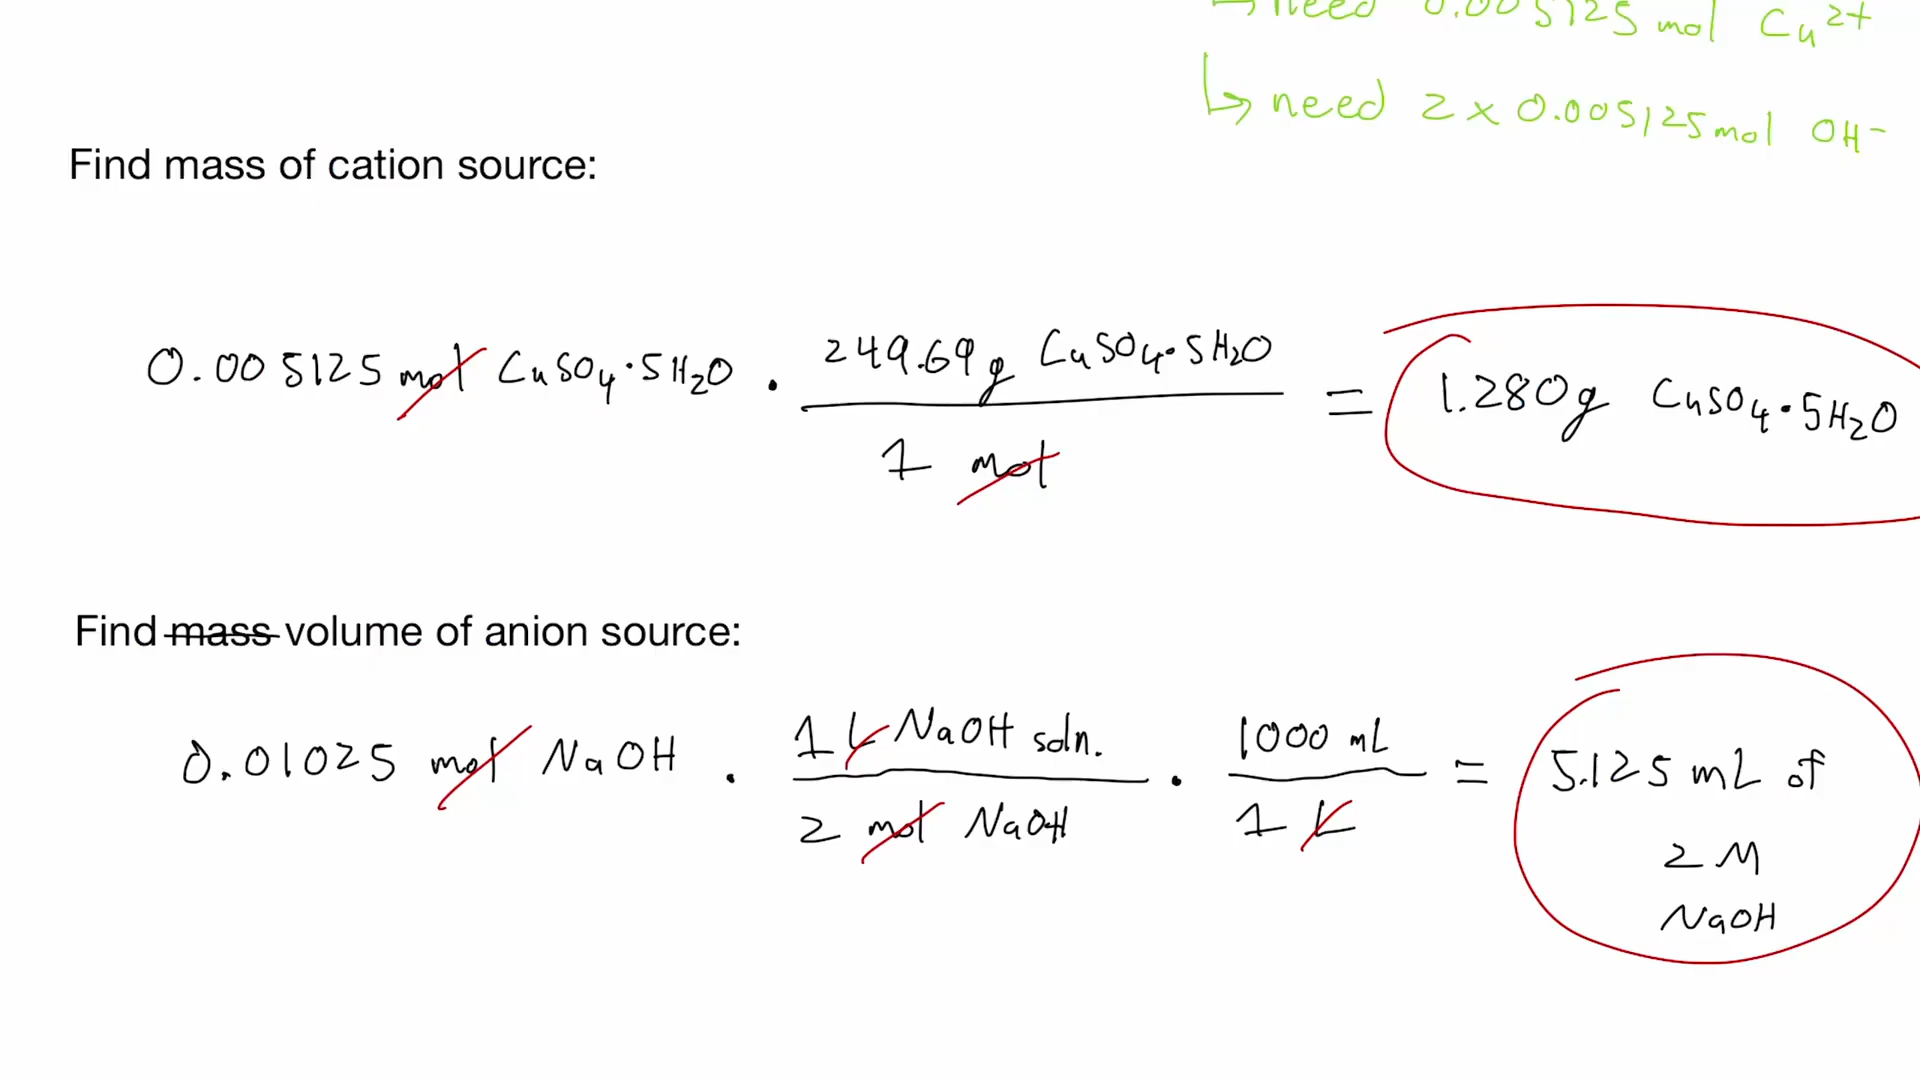 ↳ need 0.005125 mol Cu²⁺
↳ need 2 × 0.005125 mol OH⁻
Find mass of cation source:
0.005125 mol CuSO₄·5H₂O · 249.69g CuSO₄·5H₂O / 1 mol = 1.280g CuSO₄·5H₂O
Find mass volume of anion source:
0.01025 mol NaOH · 1 L NaOH soln. / 2 mol NaOH · 1000 mL / 1 L = 5.125 mL of
2 M
NaOH